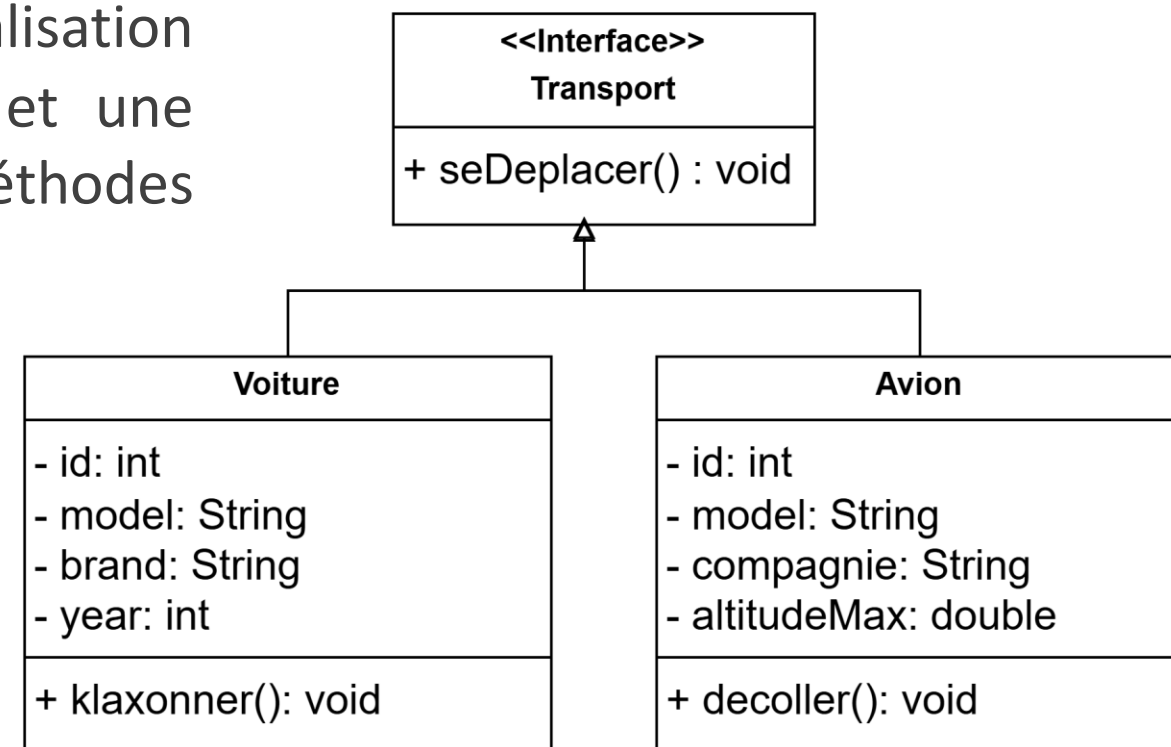 lisation
et une
éthodes
<<Interface>>
Transport
+ seDeplacer() : void
Voiture
- id: int
- model: String
- brand: String
- year: int
+ klaxonner(): void
Avion
- id: int
- model: String
- compagnie: String
- altitudeMax: double
+ decoller(): void